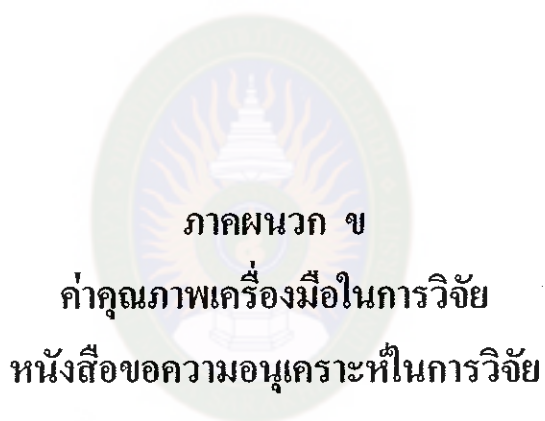 ภาคผนวก ข
ค่าคุณภาพเครื่องมือในการวิจัย
หนังสือขอความอนุเคราะห์ในการวิจัย